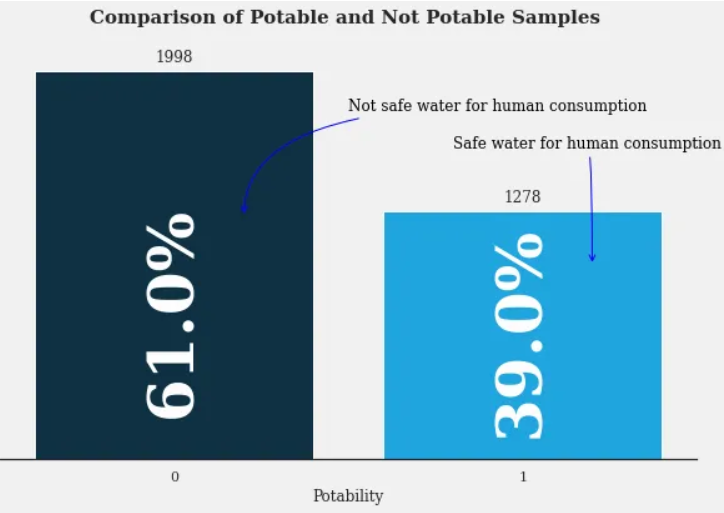 Comparison of Potable and Not Potable Samples
1998
Not safe water for human consumption
Safe water for human consumption
1278
61.0%
39.0%
0
1
Potability